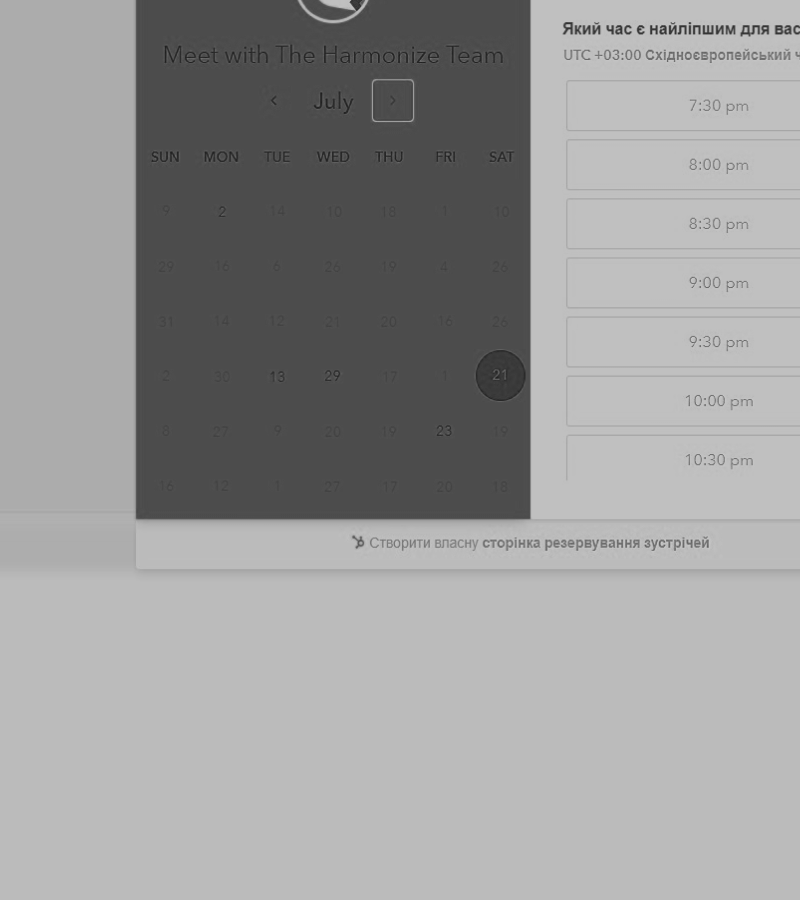 Meet with The Harmonize Team
July
SUN MON TUE WED THU FRI SAT
9 2 14 10 18 1 10
29 16 6 26 19 4 26
31 14 12 21 20 16 26
2 30 13 29 17 1 21
8 27 9 20 19 23 19
16 12 1 27 17 20 18
Який час є найліпшим для вас
UTC +03:00 Східноєвропейський ч
7:30 pm
8:00 pm
8:30 pm
9:00 pm
9:30 pm
10:00 pm
10:30 pm
Створити власну сторінка резервування зустрічей